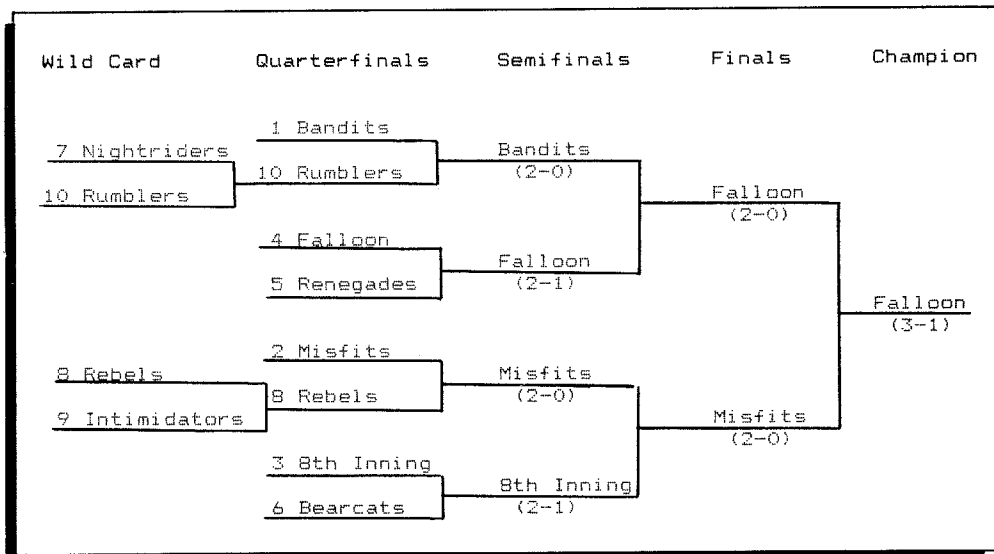 Wild Card Quarterfinals Semifinals Finals Champion
1 Bandits
7 Nightriders
Bandits
10 Rumblers
(2-0)
10 Rumblers
Falloon
(2-0)
4 Falloon
Falloon
5 Renegades
(2-1)
Falloon
(3-1)
2 Misfits
8 Rebels
Misfits
8 Rebels
(2-0)
9 Intimidators
Misfits
(2-0)
3 8th Inning
8th Inning
6 Bearcats
(2-1)